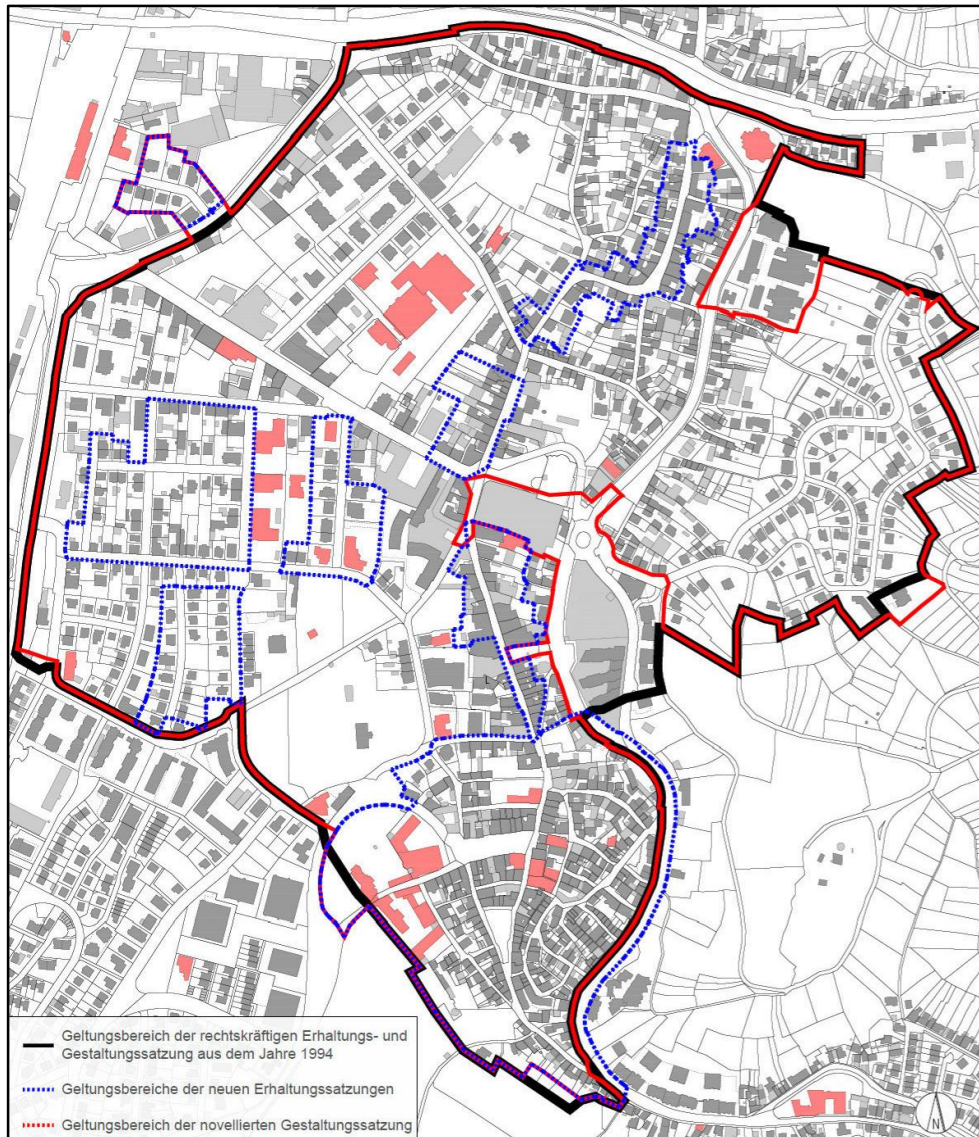 Geltungsbereich der rechtskräftigen Erhaltungs- und
Gestaltungssatzung aus dem Jahre 1994
Geltungsbereiche der neuen Erhaltungssatzungen
Geltungsbereich der novellierten Gestaltungssatzung
N